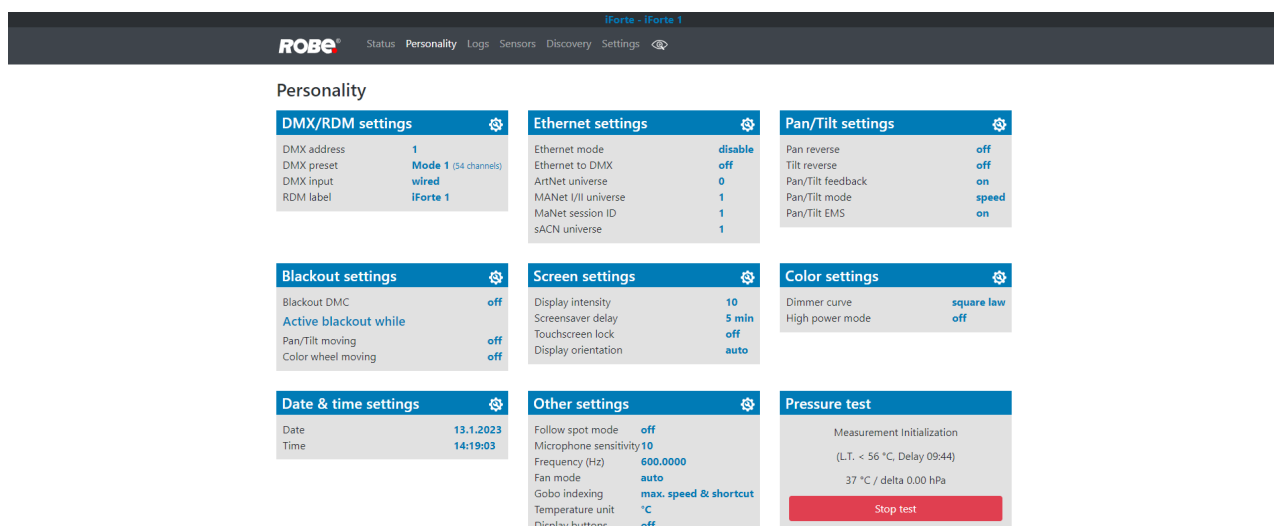 iForte - iForte 1
ROBE® Status Personality Logs Sensors Discovery Settings
Personality
DMX/RDM settings
DMX address 1
DMX preset Mode 1 (54 channels)
DMX input wired
RDM label iForte 1
Ethernet settings
Ethernet mode disable
Ethernet to DMX off
ArtNet universe 0
MANet I/II universe 1
MaNet session ID 1
sACN universe 1
Pan/Tilt settings
Pan reverse off
Tilt reverse off
Pan/Tilt feedback on
Pan/Tilt mode speed
Pan/Tilt EMS on
Blackout settings
Blackout DMC off
Active blackout while
Pan/Tilt moving off
Color wheel moving off
Screen settings
Display intensity 10
Screensaver delay 5 min
Touchscreen lock off
Display orientation auto
Color settings
Dimmer curve square law
High power mode off
Date & time settings
Date 13.1.2023
Time 14:19:03
Other settings
Follow spot mode off
Microphone sensitivity 10
Frequency (Hz) 600.0000
Fan mode auto
Gobo indexing max. speed & shortcut
Temperature unit °C
Display buttons off
Pressure test
Measurement Initialization
(L.T. < 56 °C, Delay 09:44)
37 °C / delta 0.00 hPa
Stop test